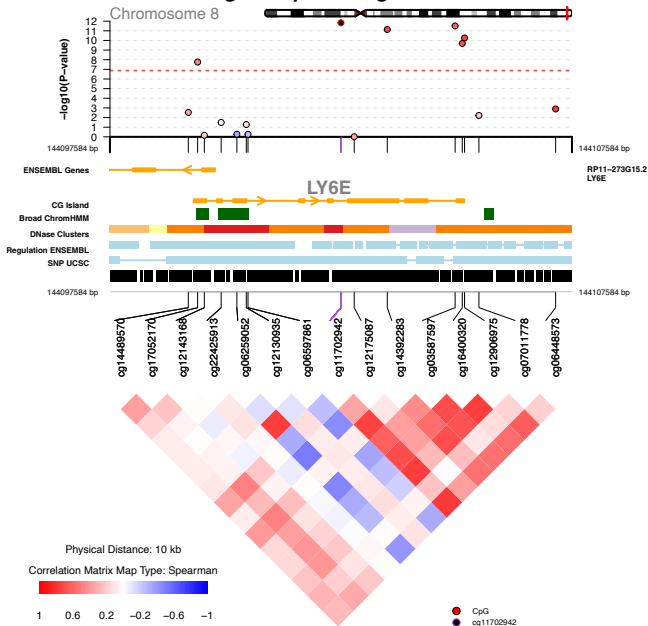 Chromosome 8
12
11
10
9
8
7
6
5
4
3
2
1
0
−log10(P−value)
144097584 bp
144107584 bp
ENSEMBL Genes
RP11−273G15.2
LY6E
LY6E
CG Island
Broad ChromHMM
DNase Clusters
Regulation ENSEMBL
SNP UCSC
144097584 bp
144107584 bp
cg14489570
cg17052170
cg12143168
cg22425913
cg06259052
cg12130935
cg06597861
cg11702942
cg12175087
cg14392283
cg03587597
cg16400320
cg12906975
cg07011778
cg06448573
Physical Distance: 10 kb
Correlation Matrix Map Type: Spearman
1 0.6 0.2 −0.2 −0.6 −1
CpG
cg11702942